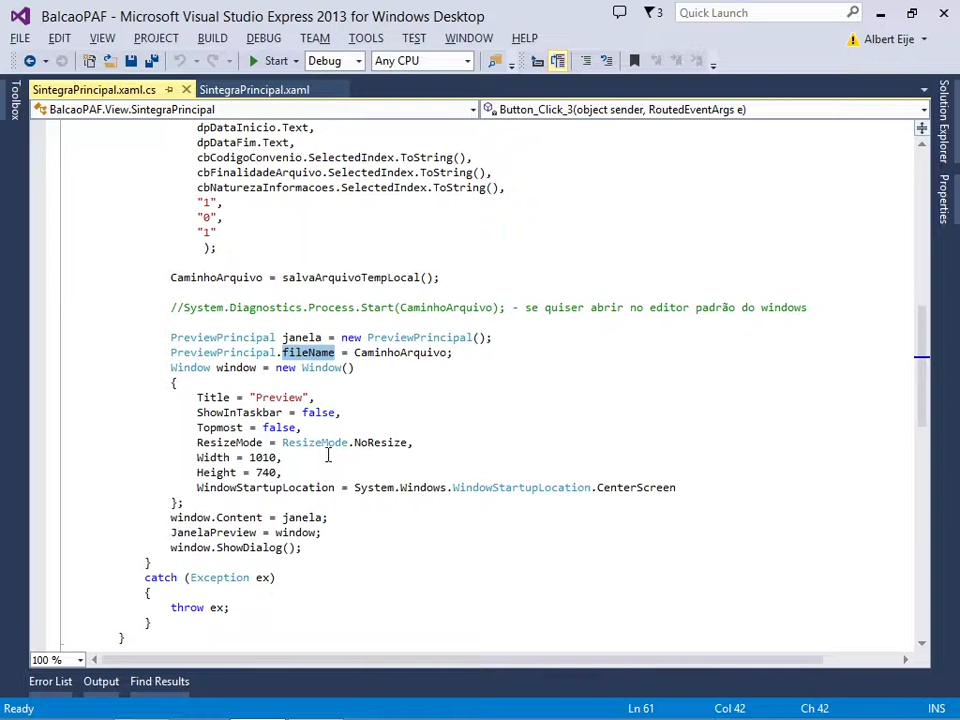 BalcaoPAF - Microsoft Visual Studio Express 2013 for Windows Desktop
3
Quick Launch
FILE EDIT VIEW PROJECT BUILD DEBUG TEAM TOOLS TEST WINDOW HELP
Albert Eije
Start Debug Any CPU
Toolbox
SintegraPrincipal.xaml.cs SintegraPrincipal.xaml
BalcaoPAF.View.SintegraPrincipal Button_Click_3(object sender, RoutedEventArgs e)
Solution Explorer
Properties
dpDataInicio.Text,
dpDataFim.Text,
cbCodigoConvenio.SelectedIndex.ToString(),
cbFinalidadeArquivo.SelectedIndex.ToString(),
cbNaturezaInformacoes.SelectedIndex.ToString(),
"1",
"0",
"1"
);
CaminhoArquivo = salvaArquivoTempLocal();
//System.Diagnostics.Process.Start(CaminhoArquivo); - se quiser abrir no editor padrão do windows
PreviewPrincipal janela = new PreviewPrincipal();
PreviewPrincipal.fileName = CaminhoArquivo;
Window window = new Window()
{
Title = "Preview",
ShowInTaskbar = false,
Topmost = false,
ResizeMode = ResizeMode.NoResize,
Width = 1010,
Height = 740,
WindowStartupLocation = System.Windows.WindowStartupLocation.CenterScreen
};
window.Content = janela;
JanelaPreview = window;
window.ShowDialog();
}
catch (Exception ex)
{
throw ex;
}
}
100 %
Error List Output Find Results
Ready Ln 61 Col 42 Ch 42 INS